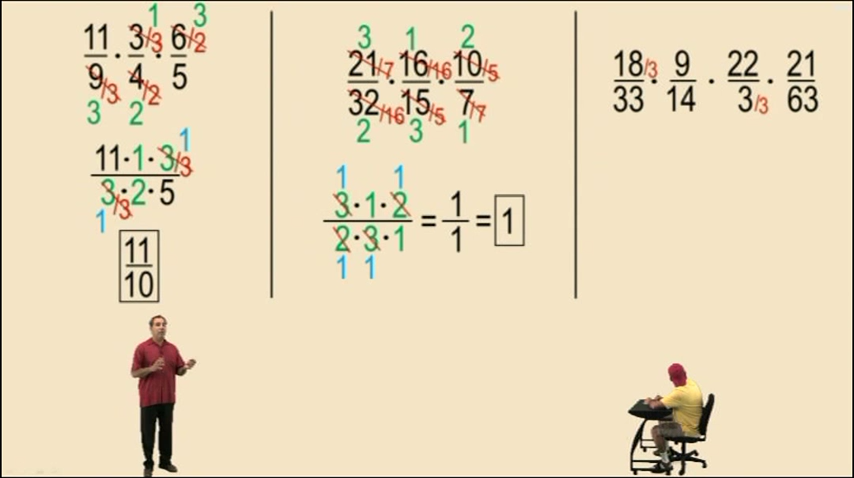 1 3
11 · 3/3 · 6/2
9/3 4/2 5
3 2
1
11·1·3/3
3/3·2·5
1
11
10
3 1 2
21/7 · 16/16 · 10/5
32/16 15/5 7/7
2 3 1
1 1
3·1·2 = 1 = 1
2·3·1 1
1 1
18/3 · 9 · 22 · 21
33 14 3/3 63